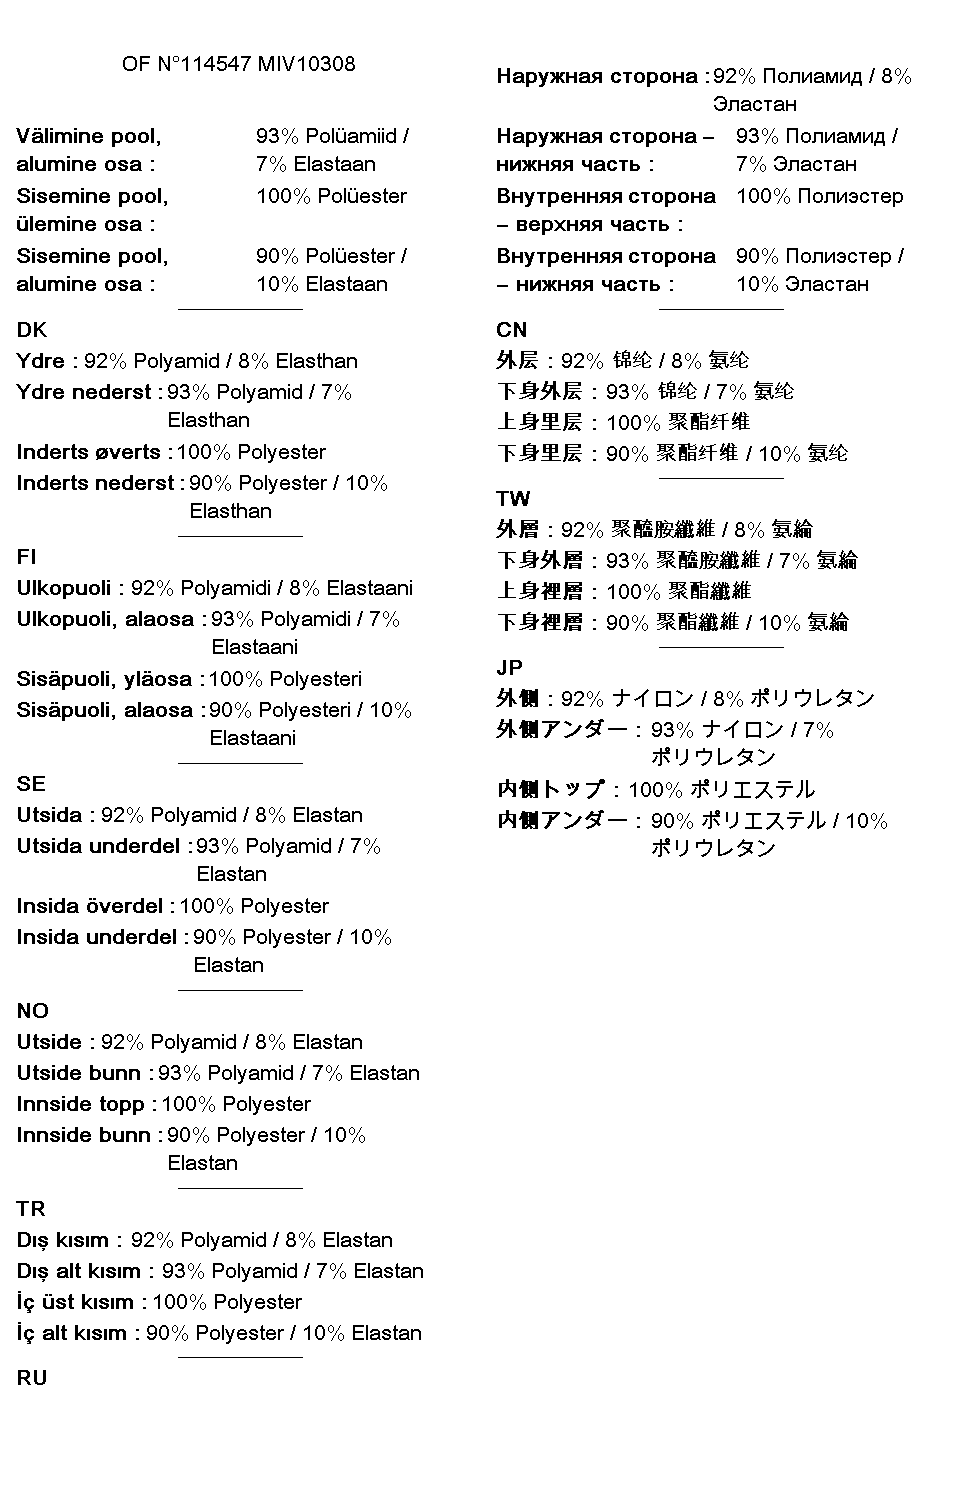 OF N°114547 MIV10308
Välimine pool, 93% Polüamiid /
alumine osa : 7% Elastaan
Sisemine pool, 100% Polüester
ülemine osa :
Sisemine pool, 90% Polüester /
alumine osa : 10% Elastaan
DK
Ydre : 92% Polyamid / 8% Elasthan
Ydre nederst : 93% Polyamid / 7%
Elasthan
Inderts øverts : 100% Polyester
Inderts nederst : 90% Polyester / 10%
Elasthan
FI
Ulkopuoli : 92% Polyamidi / 8% Elastaani
Ulkopuoli, alaosa : 93% Polyamidi / 7%
Elastaani
Sisäpuoli, yläosa : 100% Polyesteri
Sisäpuoli, alaosa : 90% Polyesteri / 10%
Elastaani
SE
Utsida : 92% Polyamid / 8% Elastan
Utsida underdel : 93% Polyamid / 7%
Elastan
Insida överdel : 100% Polyester
Insida underdel : 90% Polyester / 10%
Elastan
NO
Utside : 92% Polyamid / 8% Elastan
Utside bunn : 93% Polyamid / 7% Elastan
Innside topp : 100% Polyester
Innside bunn : 90% Polyester / 10%
Elastan
TR
Dış kısım : 92% Polyamid / 8% Elastan
Dış alt kısım : 93% Polyamid / 7% Elastan
İç üst kısım : 100% Polyester
İç alt kısım : 90% Polyester / 10% Elastan
RU
Наружная сторона : 92% Полиамид / 8%
Эластан
Наружная сторона – 93% Полиамид /
нижняя часть : 7% Эластан
Внутренняя сторона 100% Полиэстер
– верхняя часть :
Внутренняя сторона 90% Полиэстер /
– нижняя часть : 10% Эластан
CN
外层 : 92% 锦纶 / 8% 氨纶
下身外层 : 93% 锦纶 / 7% 氨纶
上身里层 : 100% 聚酯纤维
下身里层 : 90% 聚酯纤维 / 10% 氨纶
TW
外層 : 92% 聚醯胺纖維 / 8% 氨綸
下身外層 : 93% 聚醯胺纖維 / 7% 氨綸
上身裡層 : 100% 聚酯纖維
下身裡層 : 90% 聚酯纖維 / 10% 氨綸
JP
外側 : 92% ナイロン / 8% ポリウレタン
外側アンダー : 93% ナイロン / 7%
ポリウレタン
内側トップ : 100% ポリエステル
内側アンダー : 90% ポリエステル / 10%
ポリウレタン